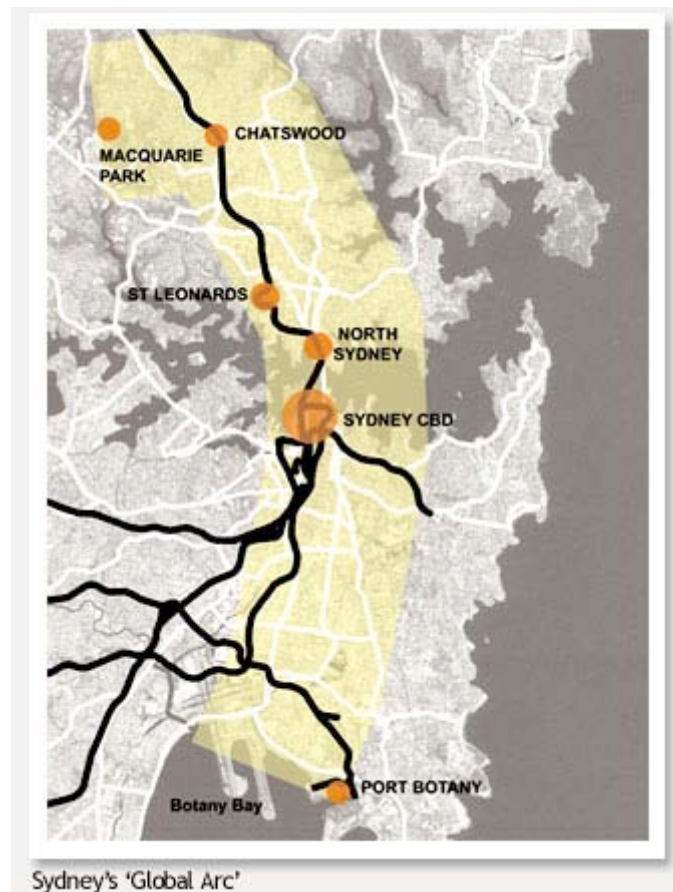 CHATSWOOD
MACQUARIE
PARK
ST LEONARDS
NORTH
SYDNEY
SYDNEY CBD
PORT BOTANY
Botany Bay
Sydney's ‘Global Arc’